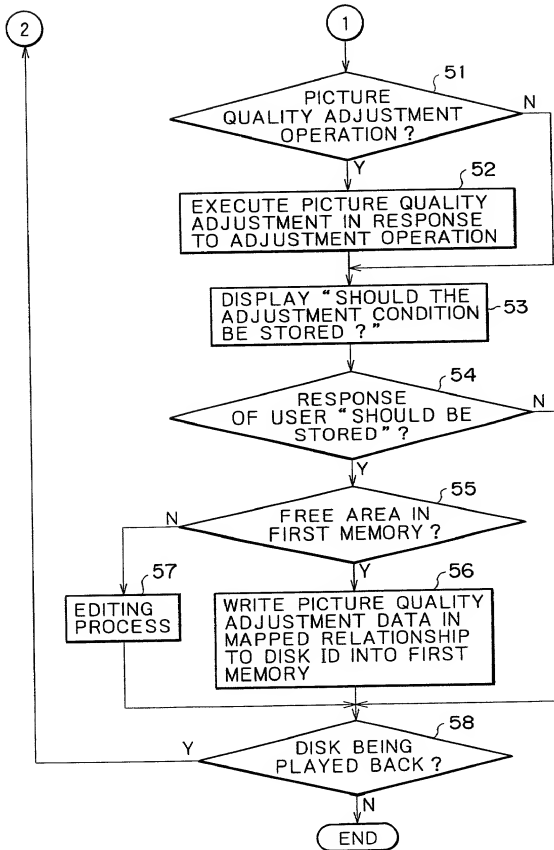 2
1
51
PICTURE
QUALITY ADJUSTMENT
OPERATION ?
N
Y
52
EXECUTE PICTURE QUALITY
ADJUSTMENT IN RESPONSE
TO ADJUSTMENT OPERATION
DISPLAY “SHOULD THE
ADJUSTMENT CONDITION
BE STORED ?”
53
54
RESPONSE
OF USER “SHOULD BE
STORED” ?
N
Y
55
FREE AREA IN
FIRST MEMORY ?
N
Y
57
EDITING
PROCESS
56
WRITE PICTURE QUALITY
ADJUSTMENT DATA IN
MAPPED RELATIONSHIP
TO DISK ID INTO FIRST
MEMORY
58
DISK BEING
PLAYED BACK ?
Y
N
END